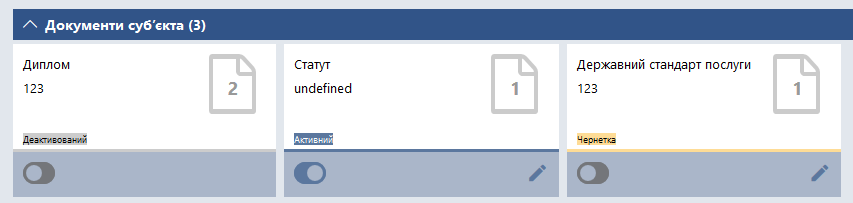 Документи суб’єкта (3)
Диплом
123
2
Деактивований
Статут
undefined
1
Активний
Державний стандарт послуги
123
1
Чернетка